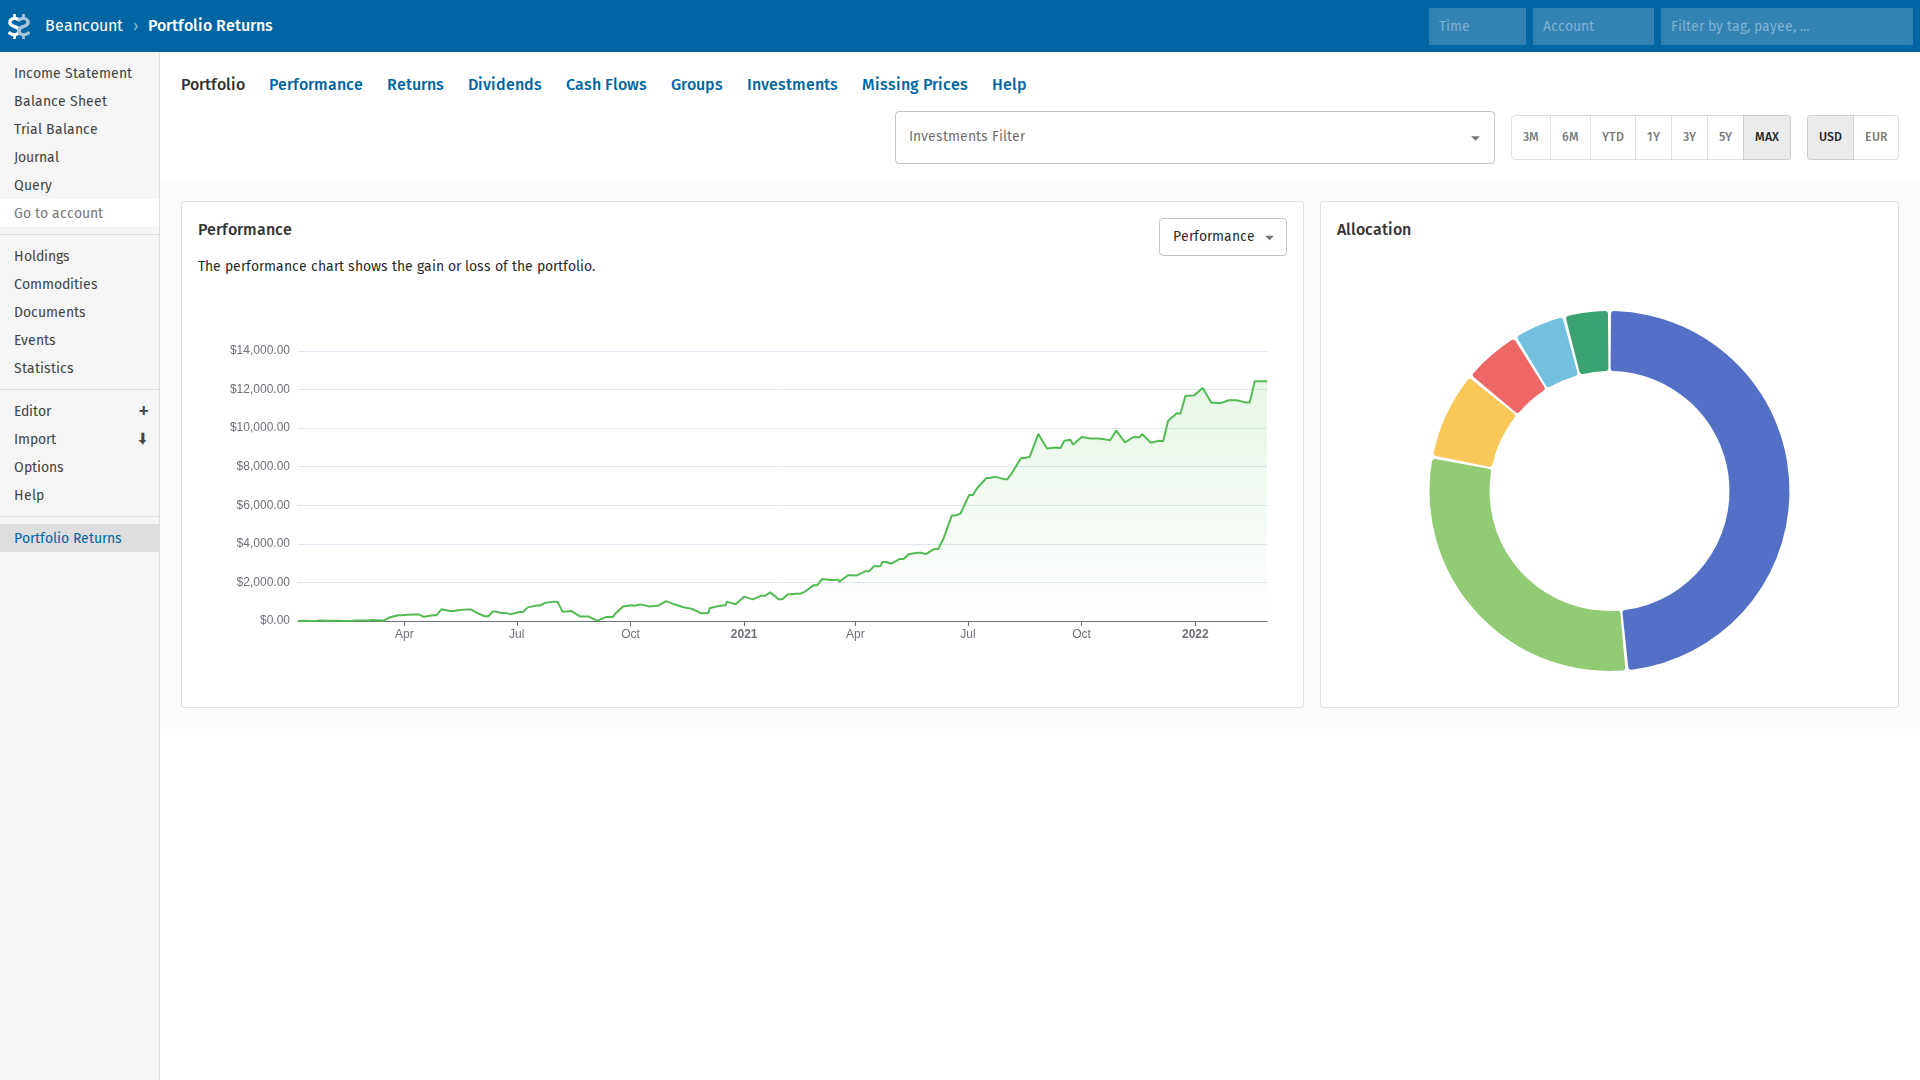 Beancount › Portfolio Returns
Time
Account
Filter by tag, payee, ...
Income Statement
Balance Sheet
Trial Balance
Journal
Query
Go to account
Holdings
Commodities
Documents
Events
Statistics
Editor +
Import ⬇
Options
Help
Portfolio Returns
Portfolio Performance Returns Dividends Cash Flows Groups Investments Missing Prices Help
Investments Filter
3M 6M YTD 1Y 3Y 5Y MAX
USD EUR
Performance
Performance
The performance chart shows the gain or loss of the portfolio.
$14,000.00
$12,000.00
$10,000.00
$8,000.00
$6,000.00
$4,000.00
$2,000.00
$0.00
Apr Jul Oct 2021 Apr Jul Oct 2022
Allocation